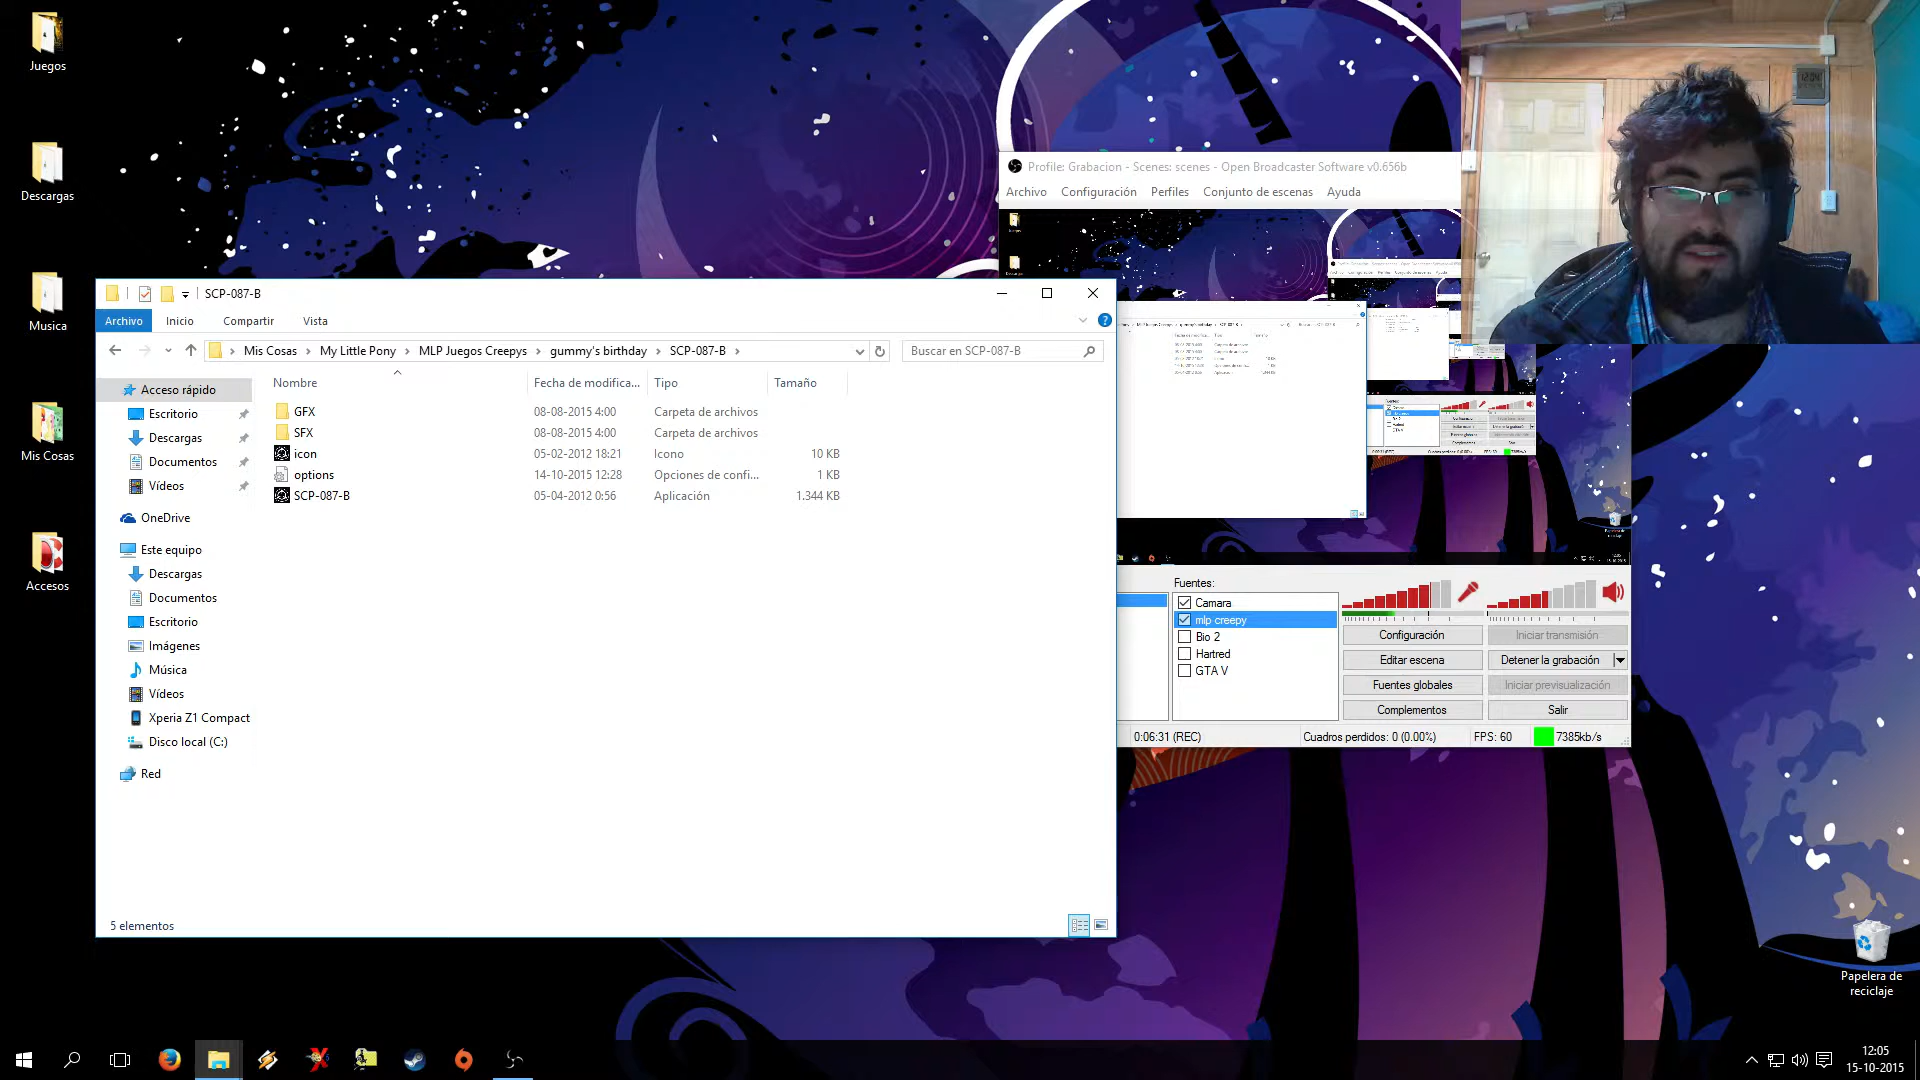 Juegos
Descargas
Musica
Mis Cosas
Accesos
Profile: Grabacion - Scenes: scenes - Open Broadcaster Software v0.656b
Archivo Configuración Perfiles Conjunto de escenas Ayuda
SCP-087-B
Archivo Inicio Compartir Vista
Mis Cosas My Little Pony MLP Juegos Creepys gummy's birthday SCP-087-B
Buscar en SCP-087-B
Nombre Fecha de modifica... Tipo Tamaño
GFX 08-08-2015 4:00 Carpeta de archivos
SFX 08-08-2015 4:00 Carpeta de archivos
icon 05-02-2012 18:21 Icono 10 KB
options 14-10-2015 12:28 Opciones de confi... 1 KB
SCP-087-B 05-04-2012 0:56 Aplicación 1.344 KB
Acceso rápido
Escritorio
Descargas
Documentos
Vídeos
OneDrive
Este equipo
Descargas
Documentos
Escritorio
Imágenes
Música
Vídeos
Xperia Z1 Compact
Disco local (C:)
Red
5 elementos
Fuentes:
Camara
mlp creepy
Bio 2
Hartred
GTA V
Configuración Iniciar transmisión
Editar escena Detener la grabación
Fuentes globales Iniciar previsualización
Complementos Salir
0:06:31 (REC) Cuadros perdidos: 0 (0.00%) FPS: 60 7385kb/s
Papelera de
reciclaje
12:05
15-10-2015